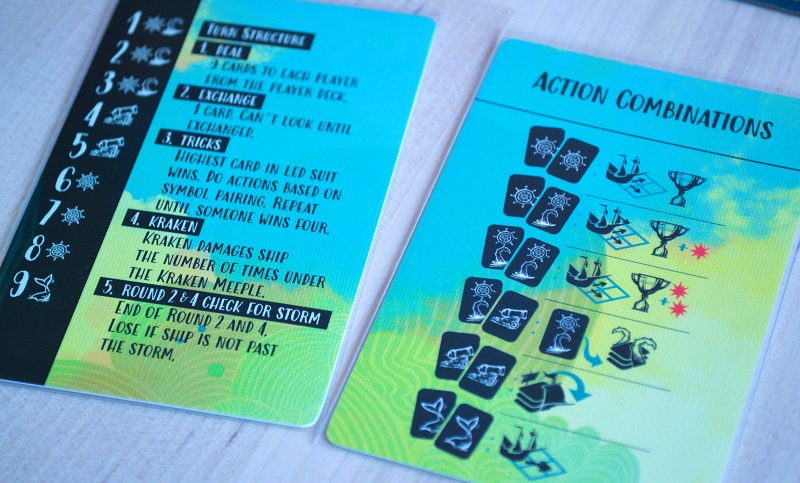 1
2
3
4
5
6
7
8
9
TURN STRUCTURE
1. DEAL
9 CARDS TO EACH PLAYER
FROM THE PLAYER DECK.
2. EXCHANGE
1 CARD. CAN'T LOOK UNTIL
EXCHANGED.
3. TRICKS
HIGHEST CARD IN LED SUIT
WINS. DO ACTIONS BASED ON
SYMBOL PAIRING. REPEAT
UNTIL SOMEONE WINS FOUR.
4. KRAKEN
KRAKEN DAMAGES SHIP
THE NUMBER OF TIMES UNDER
THE KRAKEN MEEPLE.
5. ROUND 2 & 4 CHECK FOR STORM
END OF ROUND 2 AND 4.
LOSE IF SHIP IS NOT PAST
THE STORM.
ACTION COMBINATIONS
+
+